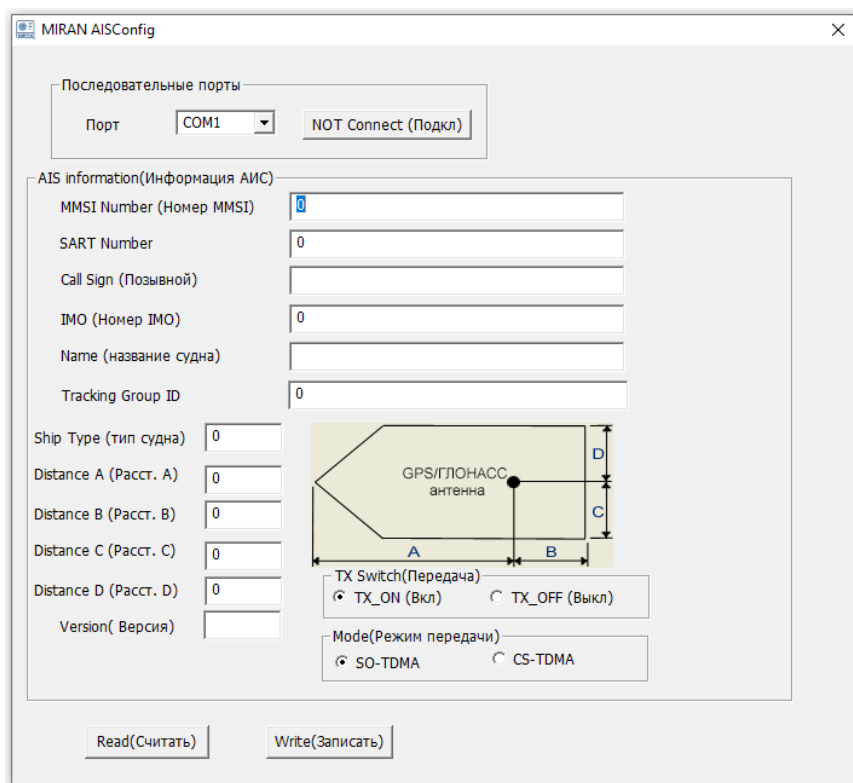 MIRAN AISConfig
Последовательные порты
Порт COM1 NOT Connect (Подкл)
AIS information(Информация АИС)
MMSI Number (Номер MMSI) 0
SART Number 0
Call Sign (Позывной)
IMO (Номер IMO) 0
Name (название судна)
Tracking Group ID 0
Ship Type (тип судна) 0
Distance A (Расст. A) 0
Distance B (Расст. B) 0
Distance C (Расст. C) 0
Distance D (Расст. D) 0
Version( Версия)
GPS/ГЛОНАСС
антенна
D
C
A B
TX Switch(Передача)
TX_ON (Вкл) TX_OFF (Выкл)
Mode(Режим передачи)
SO-TDMA CS-TDMA
Read(Считать) Write(Записать)